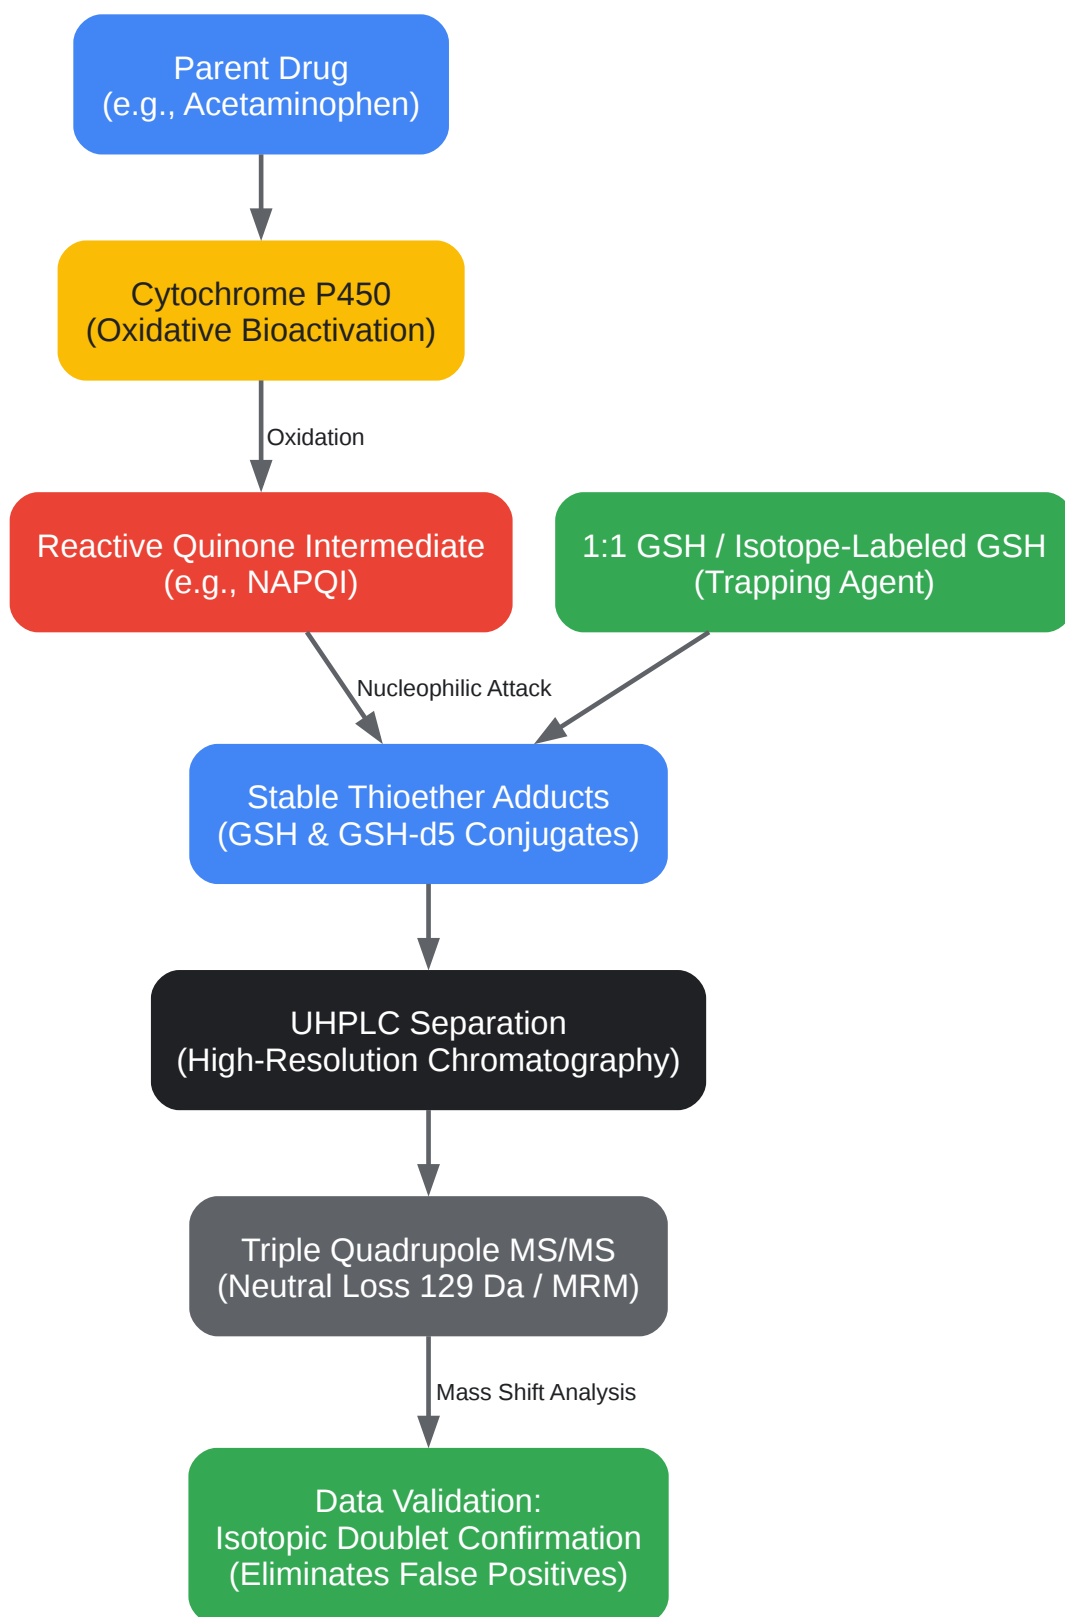 Parent Drug
(e.g., Acetaminophen)
Cytochrome P450
(Oxidative Bioactivation)
Oxidation
Reactive Quinone Intermediate
(e.g., NAPQI)
1:1 GSH / Isotope-Labeled GSH
(Trapping Agent)
Nucleophilic Attack
Stable Thioether Adducts
(GSH & GSH-d5 Conjugates)
UHPLC Separation
(High-Resolution Chromatography)
Triple Quadrupole MS/MS
(Neutral Loss 129 Da / MRM)
Mass Shift Analysis
Data Validation:
Isotopic Doublet Confirmation
(Eliminates False Positives)